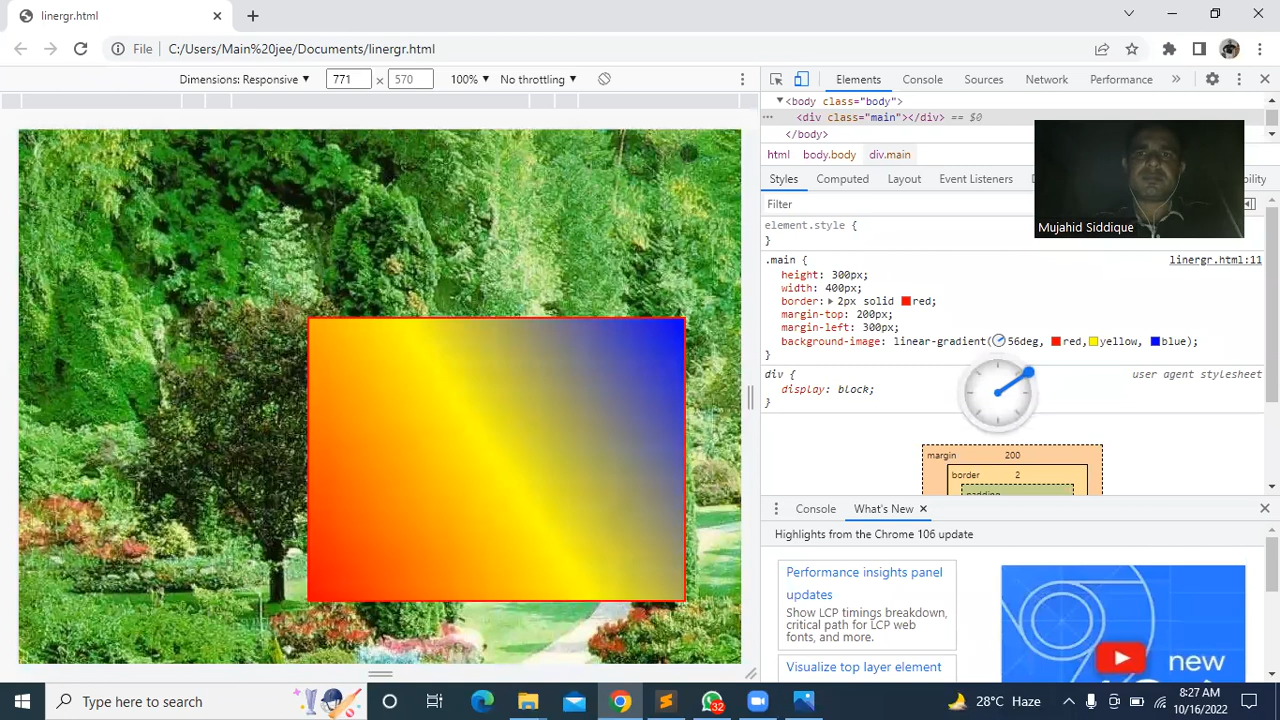 linergr.html
File
C:/Users/Main%20jee/Documents/linergr.html
Dimensions: Responsive
771 × 570
100%
No throttling
Elements
Console
Sources
Network
Performance
<body class="body">
<div class="main"></div> == $0
</body>
html
body.body
div.main
Styles
Computed
Layout
Event Listeners
Filter
element.style {
}
.main {
linergr.html:11
height: 300px;
width: 400px;
border: 2px solid red;
margin-top: 200px;
margin-left: 300px;
background-image: linear-gradient(56deg, red,yellow, blue);
}
div {
user agent stylesheet
display: block;
}
Mujahid Siddique
margin
200
border
2
Console
What's New
Highlights from the Chrome 106 update
Performance insights panel
updates
Show LCP timings breakdown,
critical path for LCP web
fonts, and more.
Visualize top layer element
new
Type here to search
32
28°C Haze
8:27 AM
10/16/2022